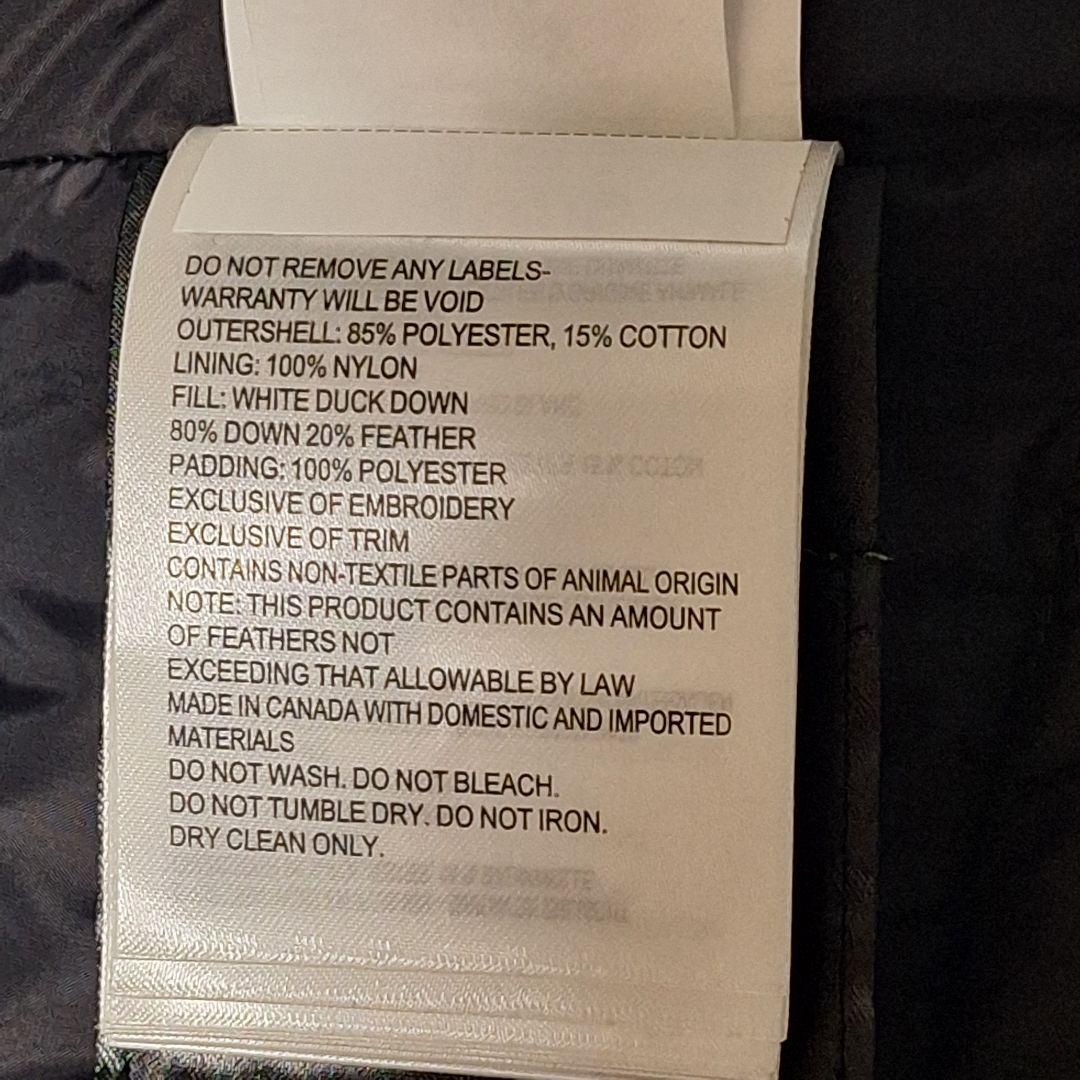 DO NOT REMOVE ANY LABELS-
WARRANTY WILL BE VOID
OUTERSHELL: 85% POLYESTER, 15% COTTON
LINING: 100% NYLON
FILL: WHITE DUCK DOWN
80% DOWN 20% FEATHER
PADDING: 100% POLYESTER
EXCLUSIVE OF EMBROIDERY
EXCLUSIVE OF TRIM
CONTAINS NON-TEXTILE PARTS OF ANIMAL ORIGIN
NOTE: THIS PRODUCT CONTAINS AN AMOUNT
OF FEATHERS NOT
EXCEEDING THAT ALLOWABLE BY LAW
MADE IN CANADA WITH DOMESTIC AND IMPORTED
MATERIALS
DO NOT WASH. DO NOT BLEACH.
DO NOT TUMBLE DRY. DO NOT IRON.
DRY CLEAN ONLY.